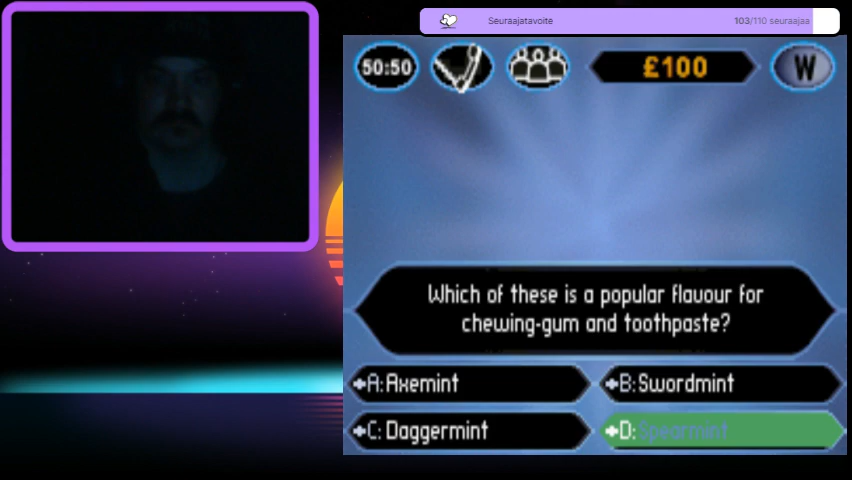 Seuraajatavoite
103/110 seuraajaa
50:50
£100
W
Which of these is a popular flavour for
chewing-gum and toothpaste?
A: Axemint
B: Swordmint
C: Daggermint
D: Spearmint